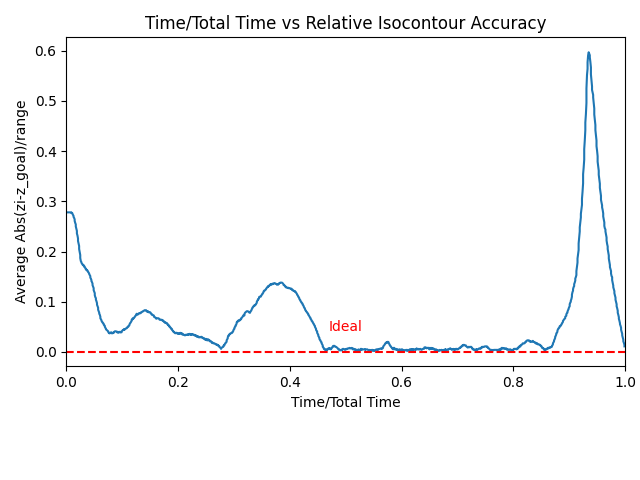 Time/Total Time vs Relative Isocontour Accuracy
Average Abs(zi-z_goal)/range
0.6
0.5
0.4
0.3
0.2
0.1
0.0
Ideal
0.0 0.2 0.4 0.6 0.8 1.0
Time/Total Time